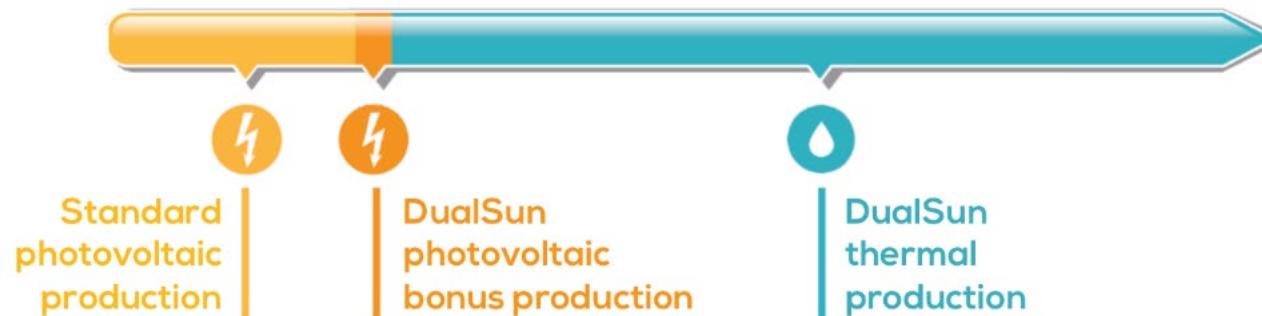 Standard
photovoltaic
production
DualSun
photovoltaic
bonus production
DualSun
thermal
production